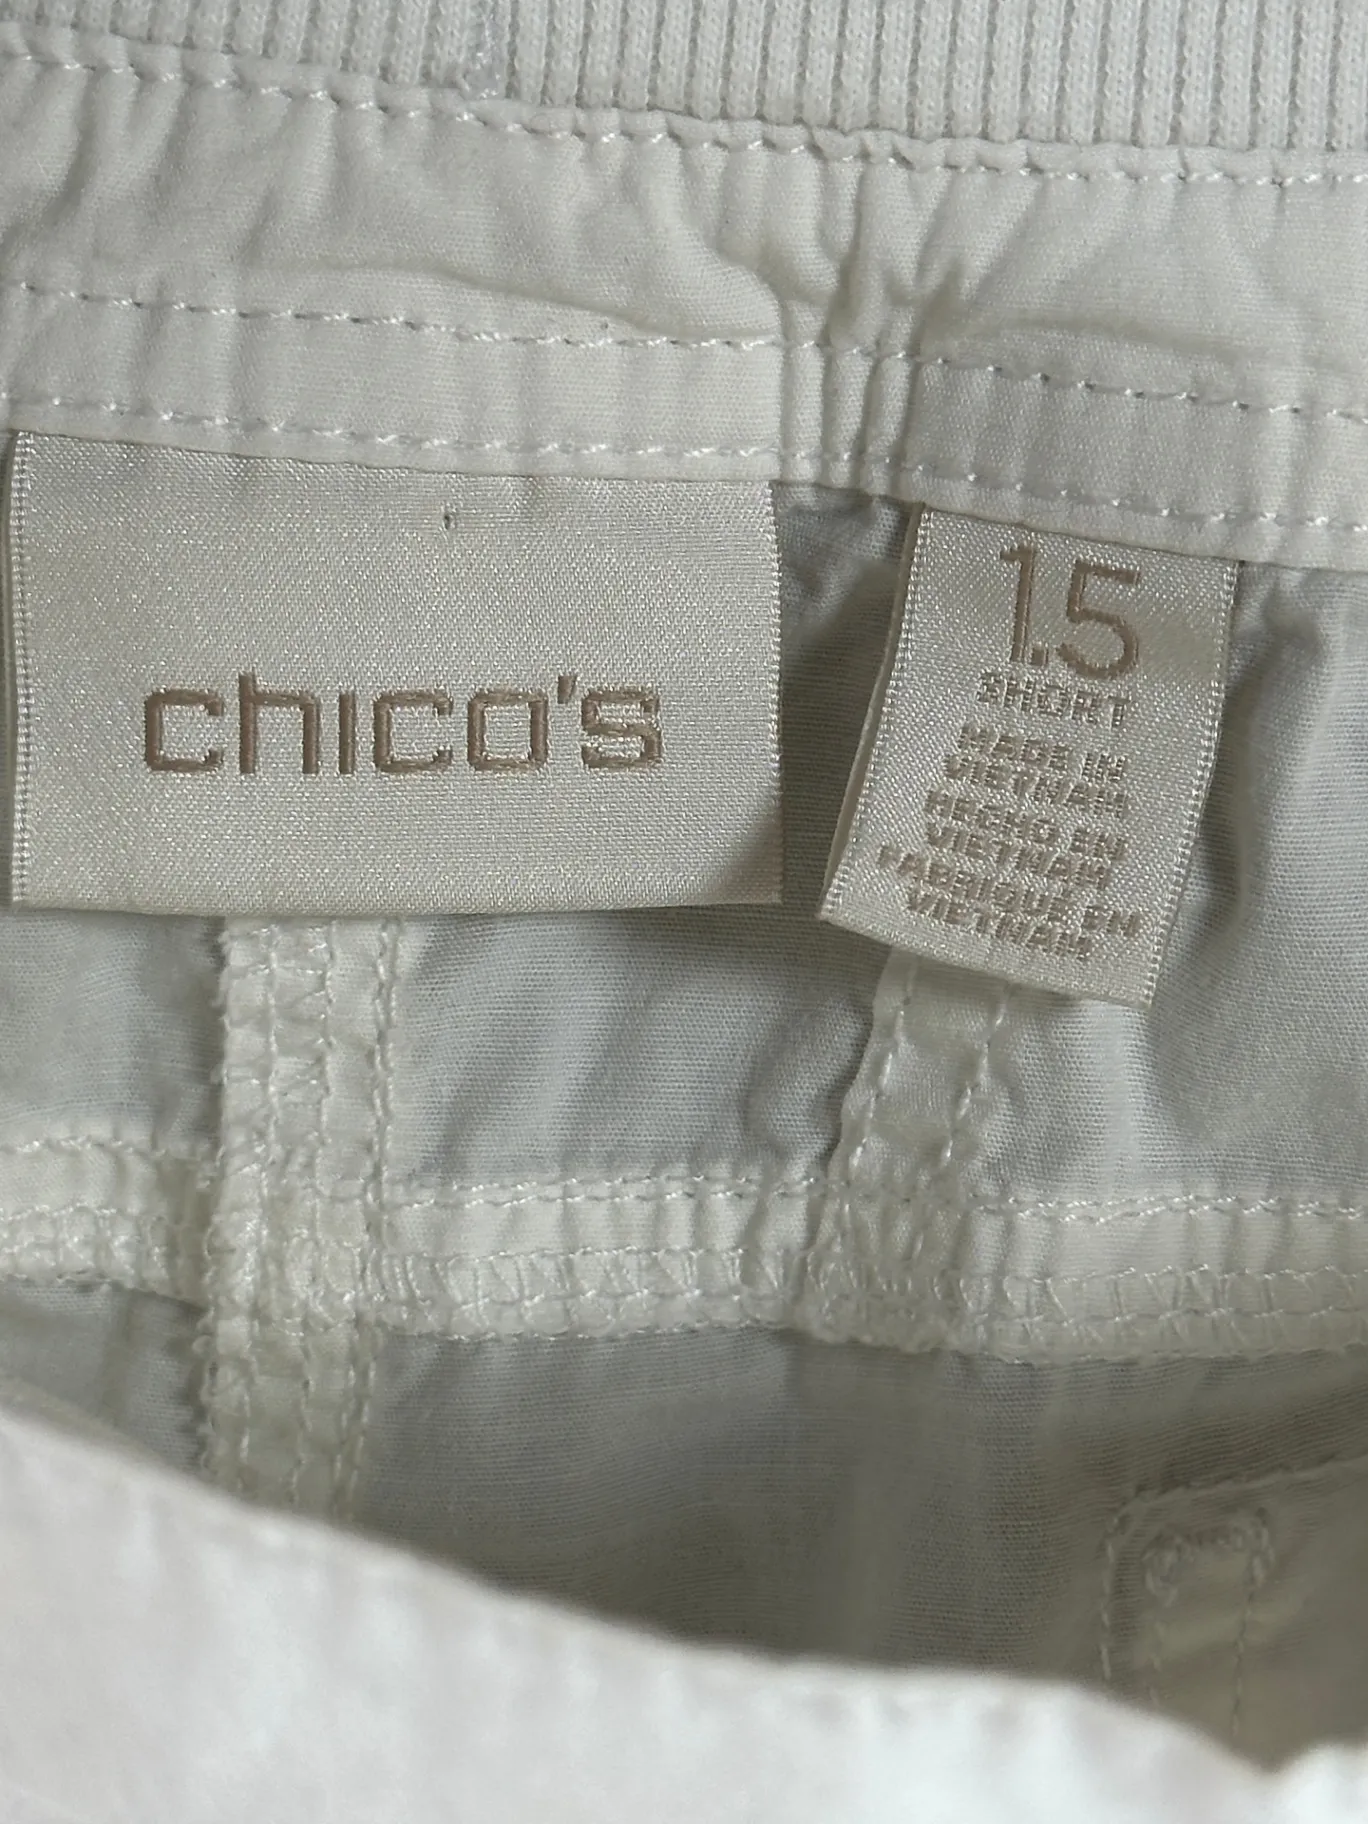 chico's
1.5
SHORT
MADE IN
VIETNAM
HECHO EN
VIETNAM
FABRIQUE EN
VIETNAM